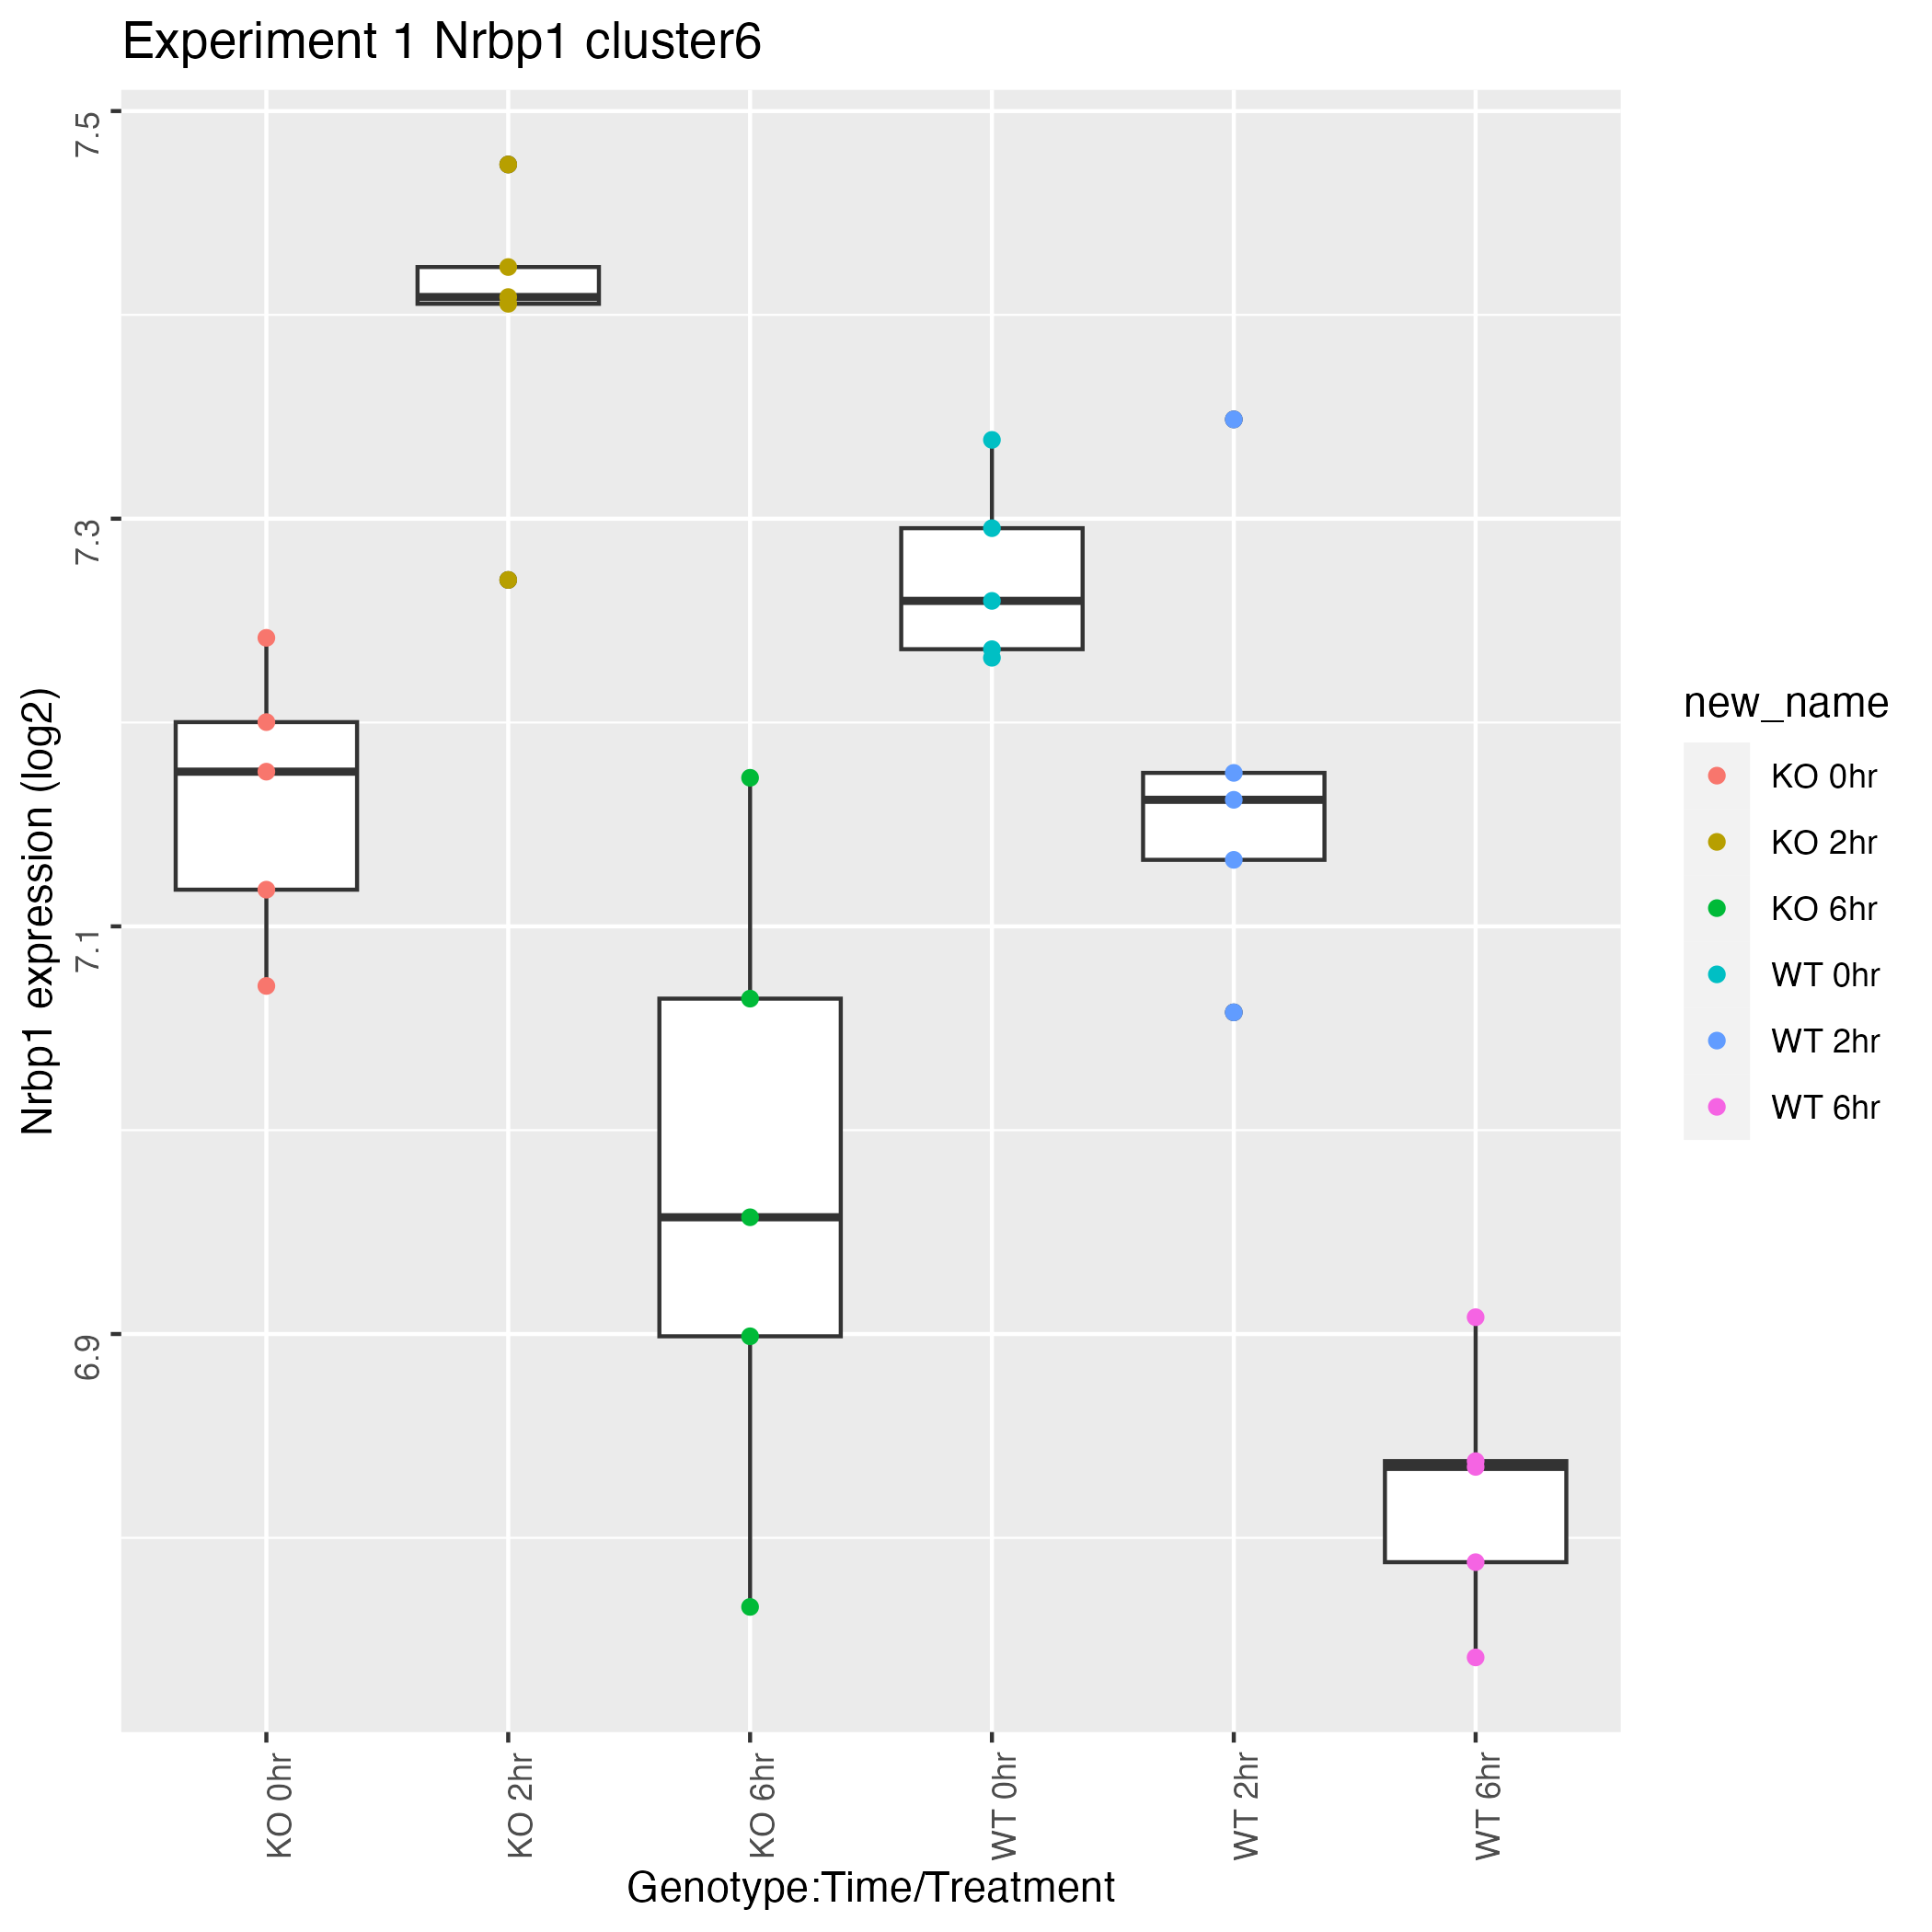 Experiment 1 Nrbp1 cluster6
7.5
7.3
7.1
6.9
Nrbp1 expression (log2)
KO 0hr
KO 2hr
KO 6hr
WT 0hr
WT 2hr
WT 6hr
Genotype:Time/Treatment
new_name
KO 0hr
KO 2hr
KO 6hr
WT 0hr
WT 2hr
WT 6hr